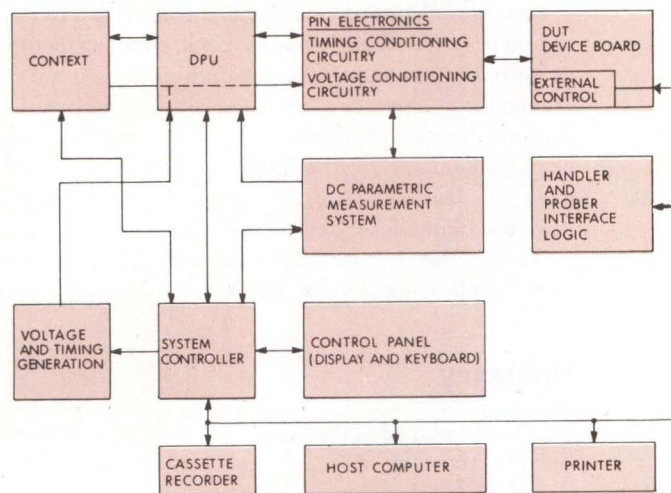 CONTEXT
DPU
PIN ELECTRONICS
TIMING CONDITIONING
CIRCUITRY
VOLTAGE CONDITIONING
CIRCUITRY
DUT
DEVICE BOARD
EXTERNAL
CONTROL
DC PARAMETRIC
MEASUREMENT
SYSTEM
HANDLER
AND
PROBER
INTERFACE
LOGIC
VOLTAGE
AND TIMING
GENERATION
SYSTEM
CONTROLLER
CONTROL PANEL
(DISPLAY AND KEYBOARD)
CASSETTE
RECORDER
HOST COMPUTER
PRINTER